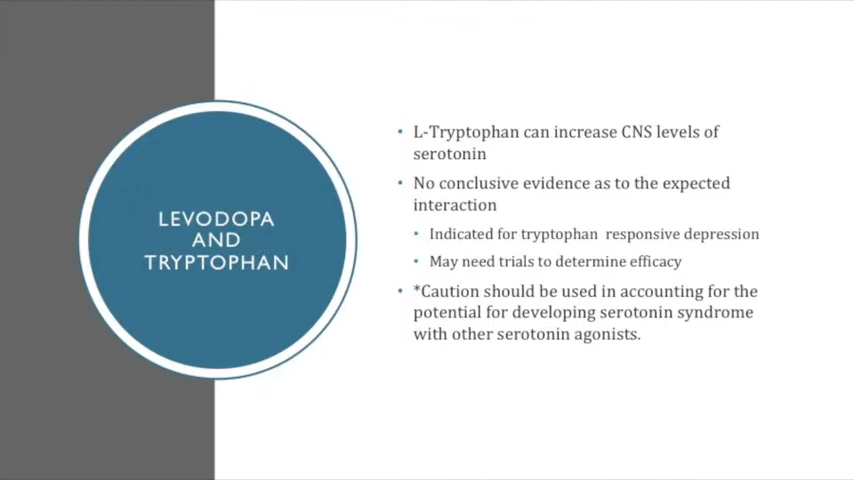 LEVODOPA
AND
TRYPTOPHAN
• L-Tryptophan can increase CNS levels of
serotonin
• No conclusive evidence as to the expected
interaction
• Indicated for tryptophan  responsive depression
• May need trials to determine efficacy
• *Caution should be used in accounting for the
potential for developing serotonin syndrome
with other serotonin agonists.